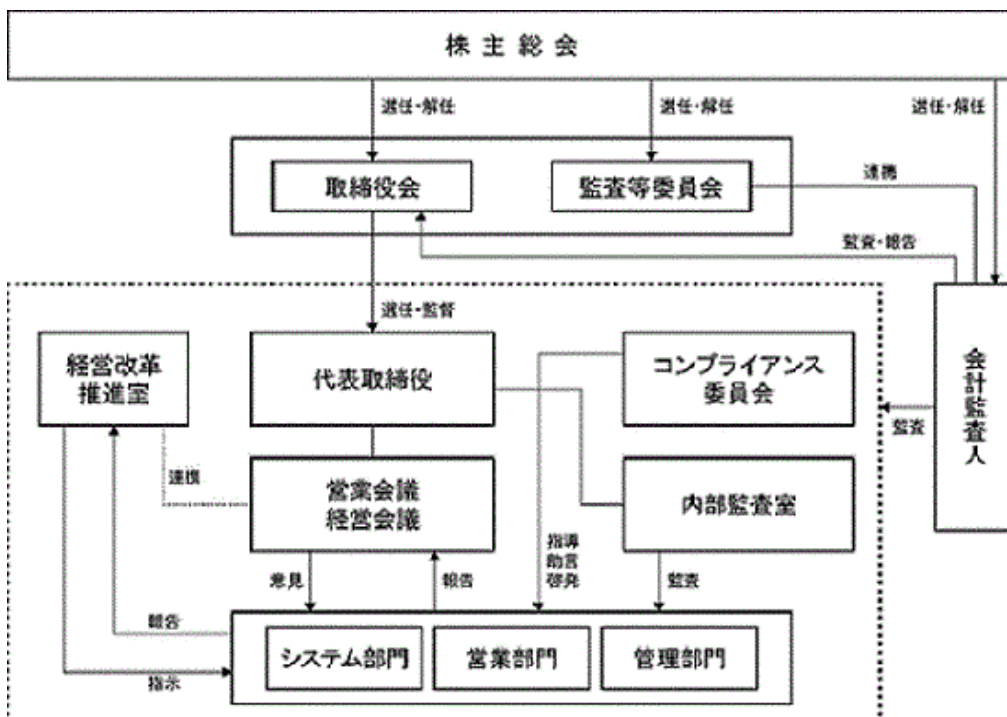 株主総会
選任・解任
選任・解任
選任・解任
取締役会
監査等委員会
連携
監査・報告
選任・監督
経営改革
推進室
代表取締役
コンプライアンス
委員会
会計監査人
監査
連携
営業会議
経営会議
内部監査室
指導
助言
啓発
意見
報告
監査
報告
指示
システム部門
営業部門
管理部門